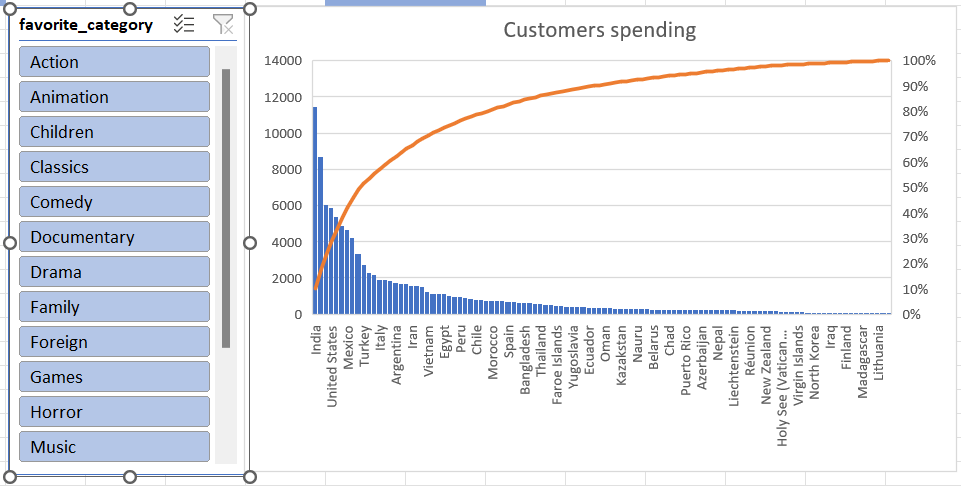 favorite_category
Action
Animation
Children
Classics
Comedy
Documentary
Drama
Family
Foreign
Games
Horror
Music
Customers spending
14000
12000
10000
8000
6000
4000
2000
0
100%
90%
80%
70%
60%
50%
40%
30%
20%
10%
0%
India
United States
Mexico
Turkey
Italy
Argentina
Iran
Vietnam
Egypt
Peru
Chile
Morocco
Spain
Bangladesh
Thailand
Faroe Islands
Yugoslavia
Ecuador
Oman
Kazakstan
Nauru
Belarus
Chad
Puerto Rico
Azerbaijan
Nepal
Liechtenstein
Réunion
New Zealand
Holy See (Vatican...
Virgin Islands
North Korea
Iraq
Finland
Madagascar
Lithuania